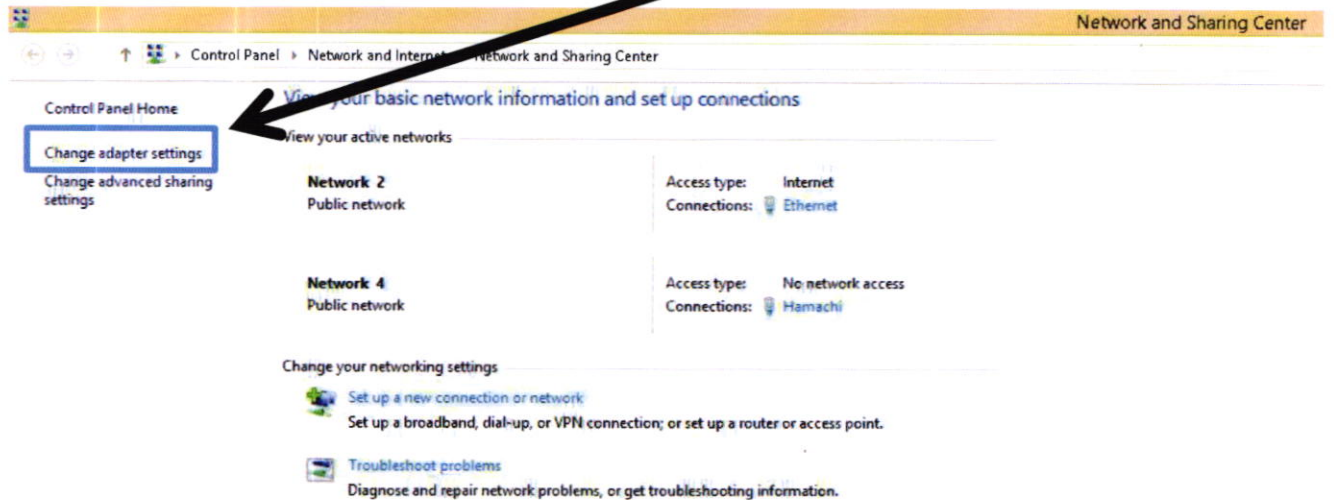 Network and Sharing Center
Control Panel Network and Internet Network and Sharing Center
Control Panel Home
Change adapter settings
Change advanced sharing
settings
View your basic network information and set up connections
View your active networks
Network 2
Public network
Access type: Internet
Connections: Ethernet
Network 4
Public network
Access type: No network access
Connections: Hamachi
Change your networking settings
Set up a new connection or network
Set up a broadband, dial-up, or VPN connection; or set up a router or access point.
Troubleshoot problems
Diagnose and repair network problems, or get troubleshooting information.